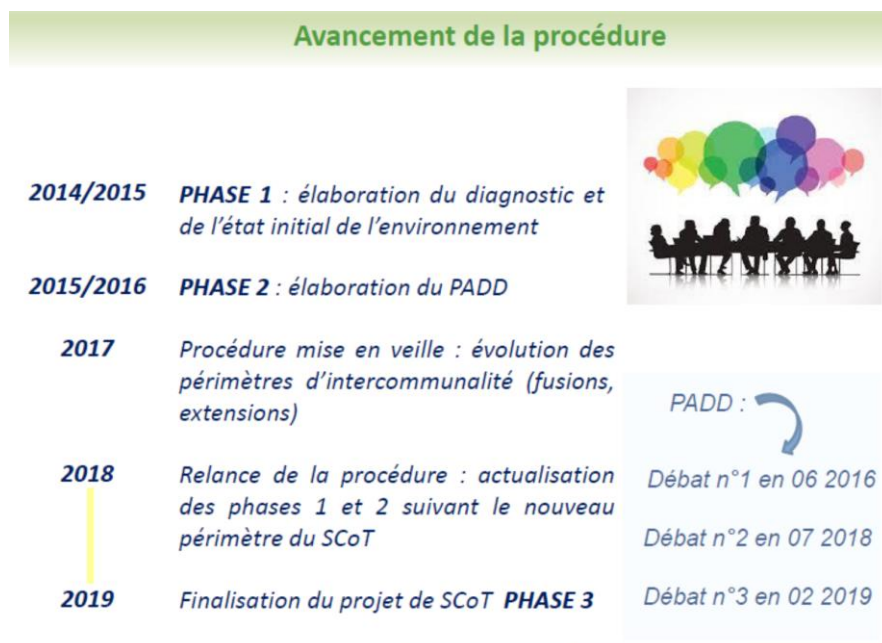 Avancement de la procédure
2014/2015 PHASE 1 : élaboration du diagnostic et
de l'état initial de l'environnement
2015/2016 PHASE 2 : élaboration du PADD
2017 Procédure mise en veille : évolution des
périmètres d'intercommunalité (fusions,
extensions)
2018 Relance de la procédure : actualisation
des phases 1 et 2 suivant le nouveau
périmètre du SCoT
2019 Finalisation du projet de SCoT PHASE 3
PADD :
Débat n°1 en 06 2016
Débat n°2 en 07 2018
Débat n°3 en 02 2019